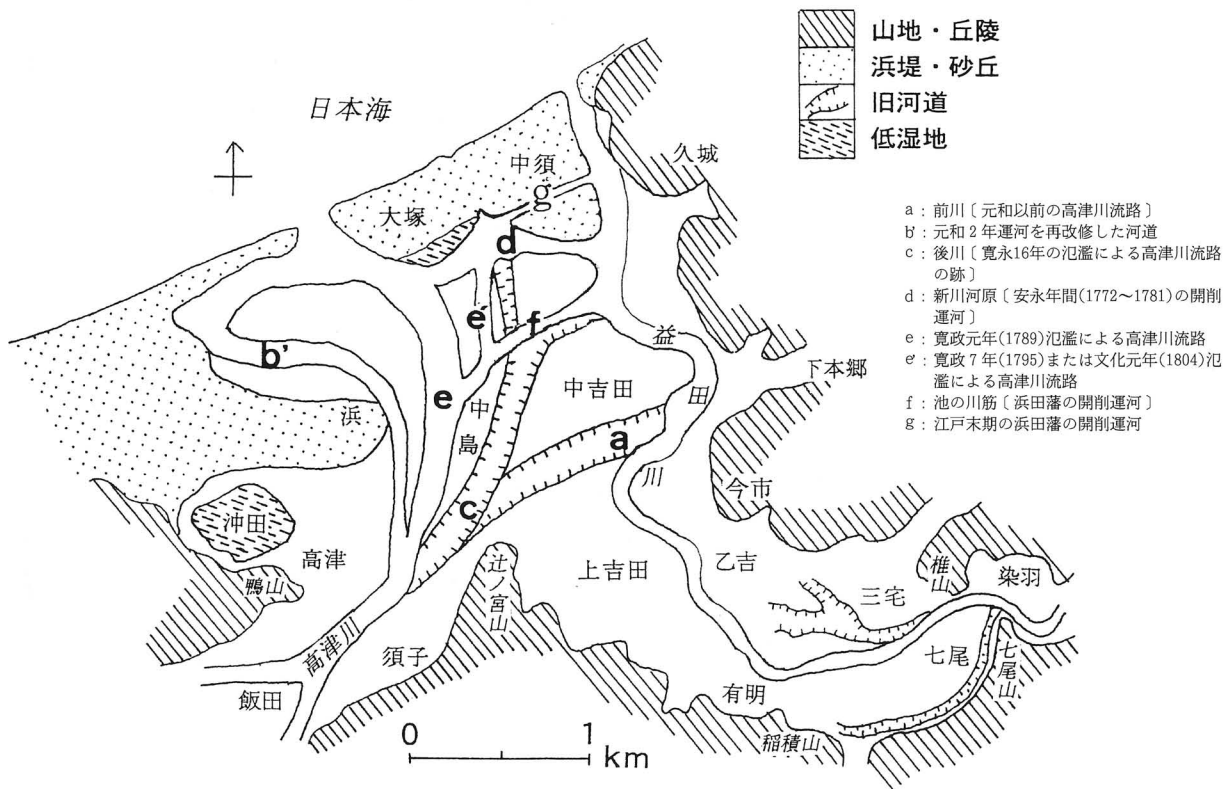 山地・丘陵
浜堤・砂丘
旧河道
低湿地
日本海
中須
久城
大塚
g
d
a：前川〔元和以前の高津川流路〕
b'：元和2年運河を再改修した河道
c：後川〔寛永16年の氾濫による高津川流路
の跡〕
d：新川河原〔安永年間(1772～1781)の開削
運河〕
e：寛政元年(1789)氾濫による高津川流路
e'：寛政7年(1795)または文化元年(1804)氾
濫による高津川流路
f：池の川筋〔浜田藩の開削運河〕
g：江戸末期の浜田藩の開削運河
e'
f
b'
益田川
下本郷
e
中吉田
浜
中島
a
今市
c
沖田
高津
辻ノ宮山
上吉田
乙吉
椎山
染羽
鴨山
三宅
高津川
須子
七尾
七尾山
飯田
有明
稲積山
0
1
km